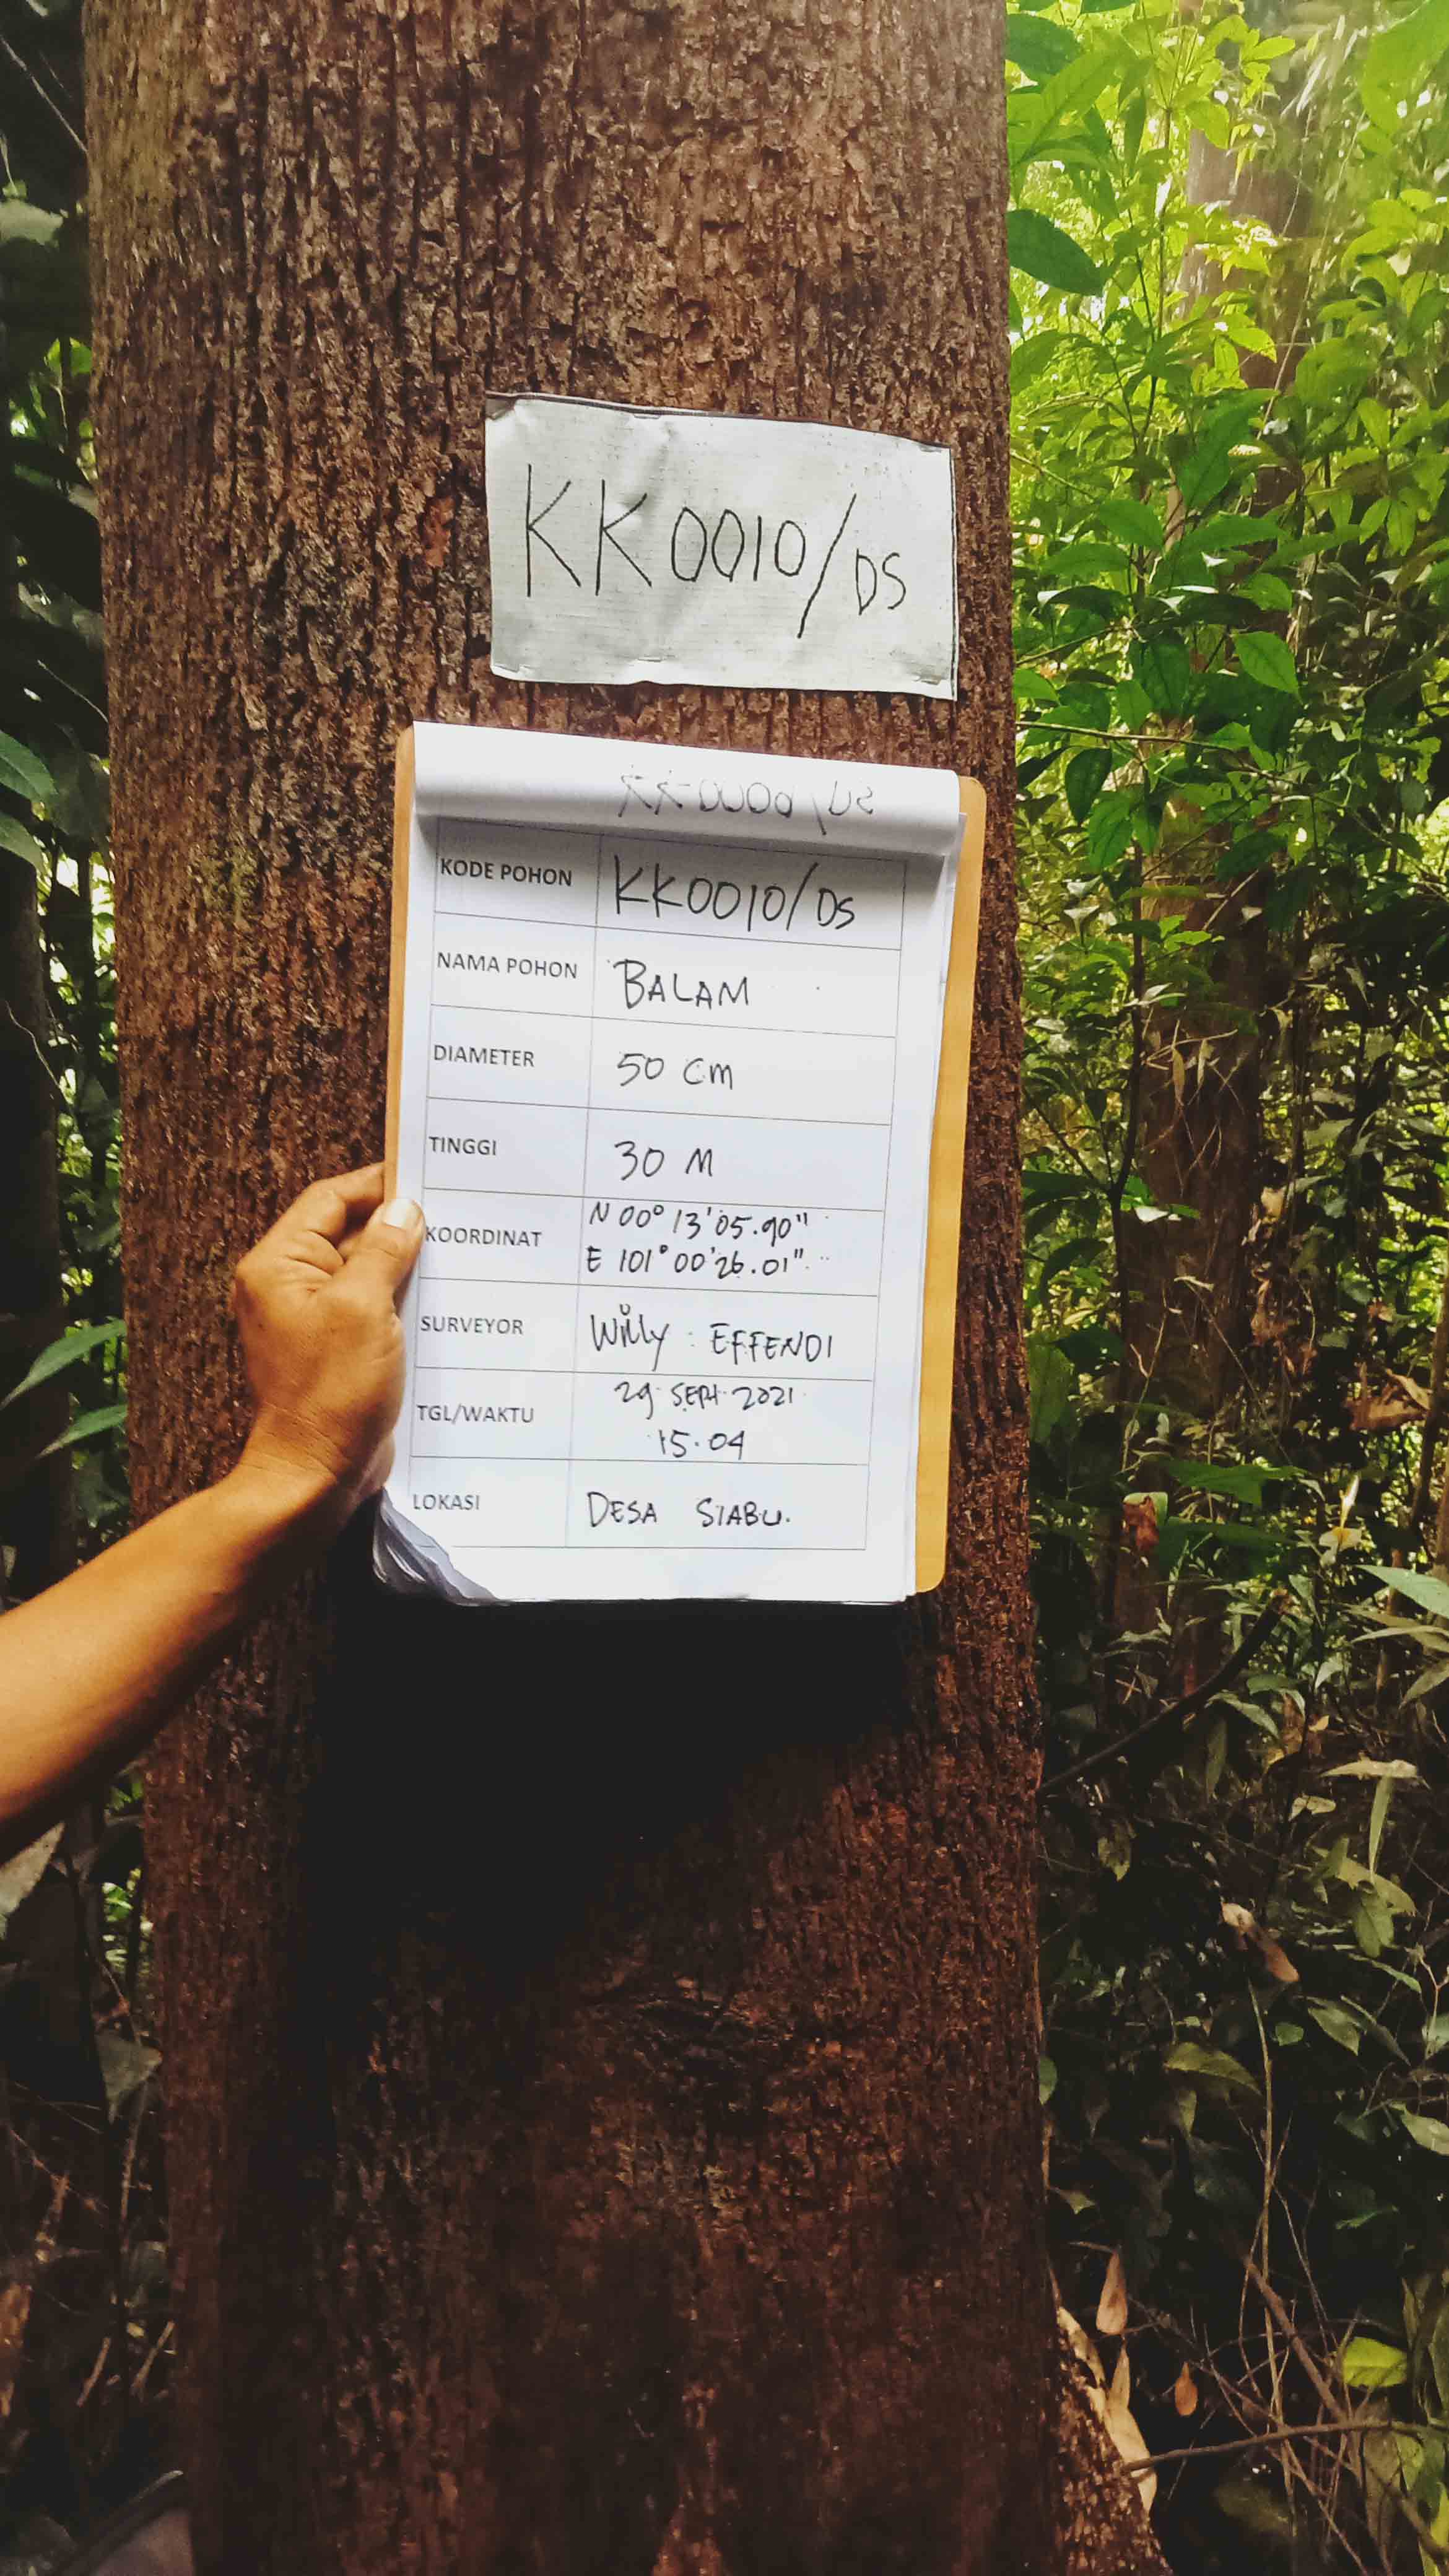 KK0010/DS
KODE POHON KK0010/DS
NAMA POHON BALAM
DIAMETER 50 cm
TINGGI 30 M
KOORDINAT N 00° 13' 05.90"
E 101° 00' 26.01"
SURVEYOR Willy : EFFENDI
TGL/WAKTU 29 SEPT 2021
15.04
LOKASI DESA SIABU.